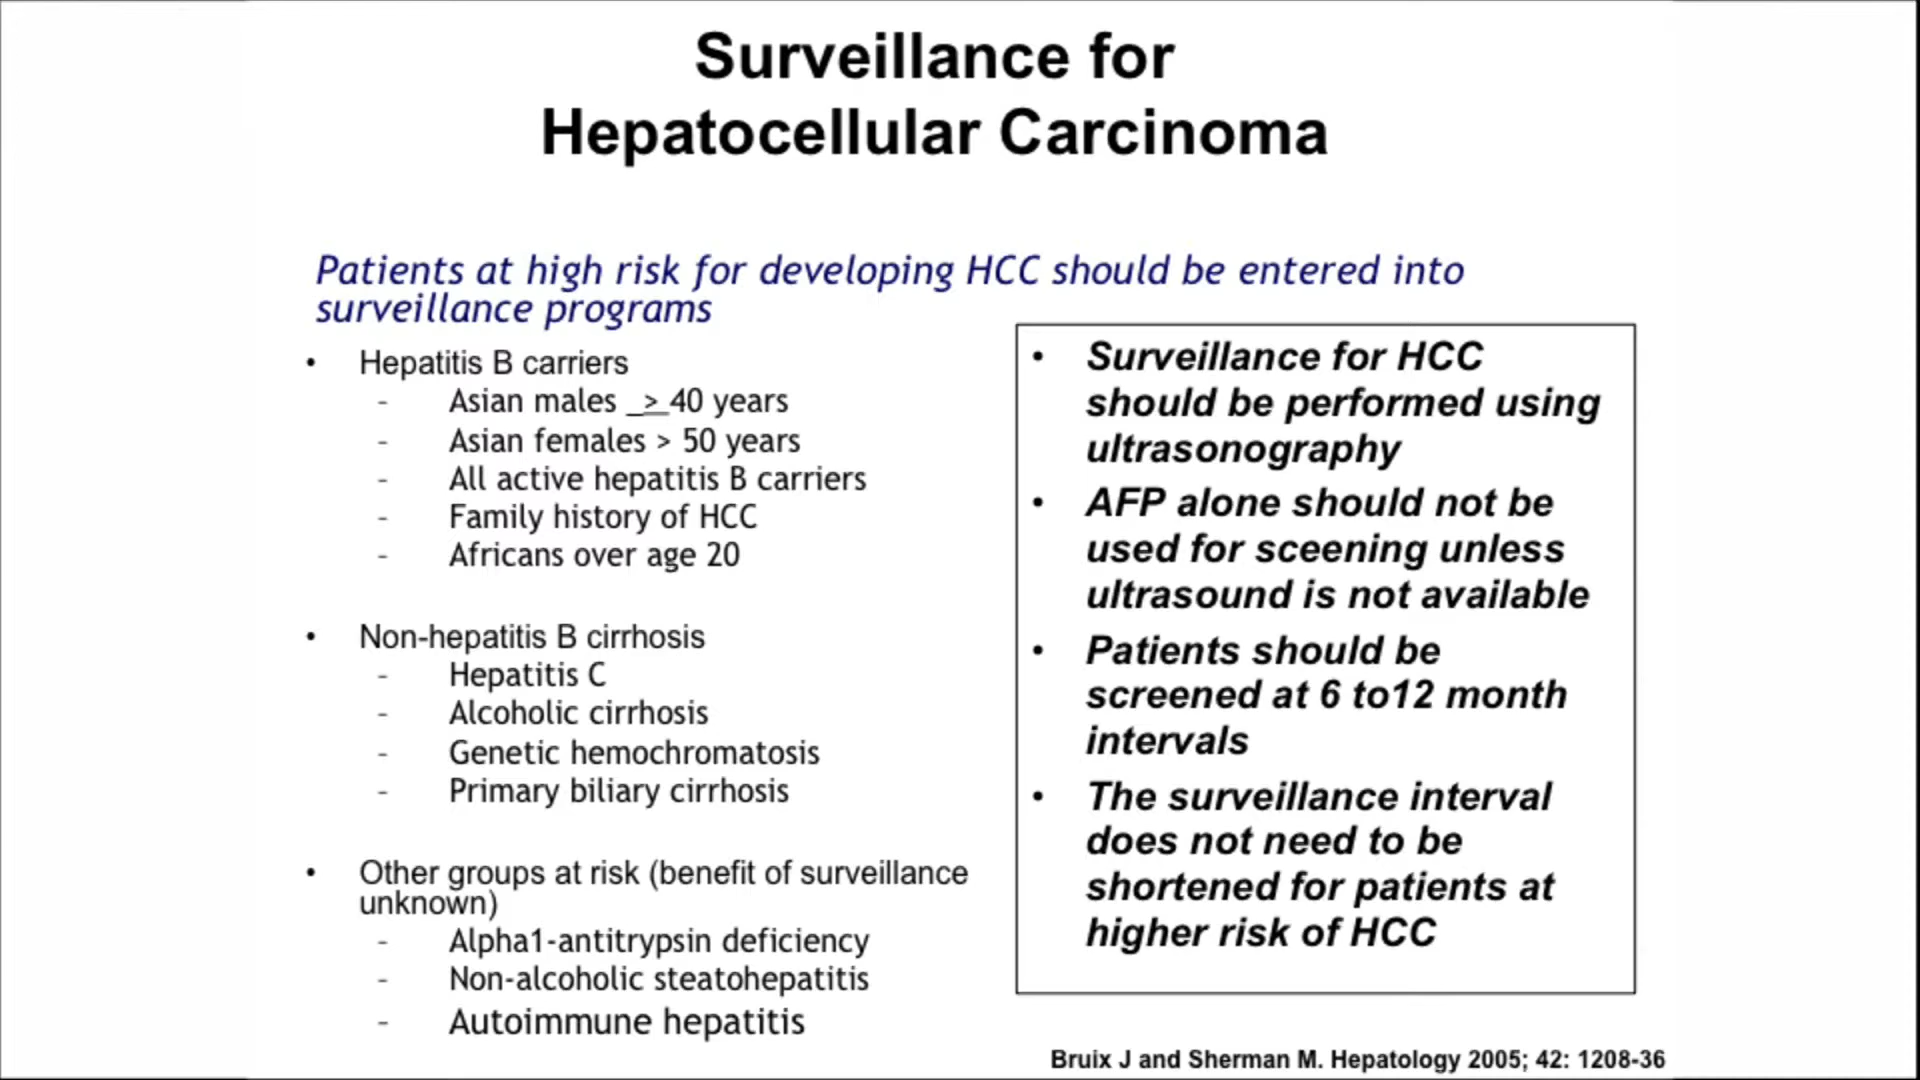 Surveillance for
Hepatocellular Carcinoma
Patients at high risk for developing HCC should be entered into
surveillance programs
• Hepatitis B carriers
- Asian males _> 40 years
- Asian females > 50 years
- All active hepatitis B carriers
- Family history of HCC
- Africans over age 20
• Non-hepatitis B cirrhosis
- Hepatitis C
- Alcoholic cirrhosis
- Genetic hemochromatosis
- Primary biliary cirrhosis
• Other groups at risk (benefit of surveillance
unknown)
- Alpha1-antitrypsin deficiency
- Non-alcoholic steatohepatitis
- Autoimmune hepatitis
• Surveillance for HCC
should be performed using
ultrasonography
• AFP alone should not be
used for sceening unless
ultrasound is not available
• Patients should be
screened at 6 to12 month
intervals
• The surveillance interval
does not need to be
shortened for patients at
higher risk of HCC
Bruix J and Sherman M. Hepatology 2005; 42: 1208-36